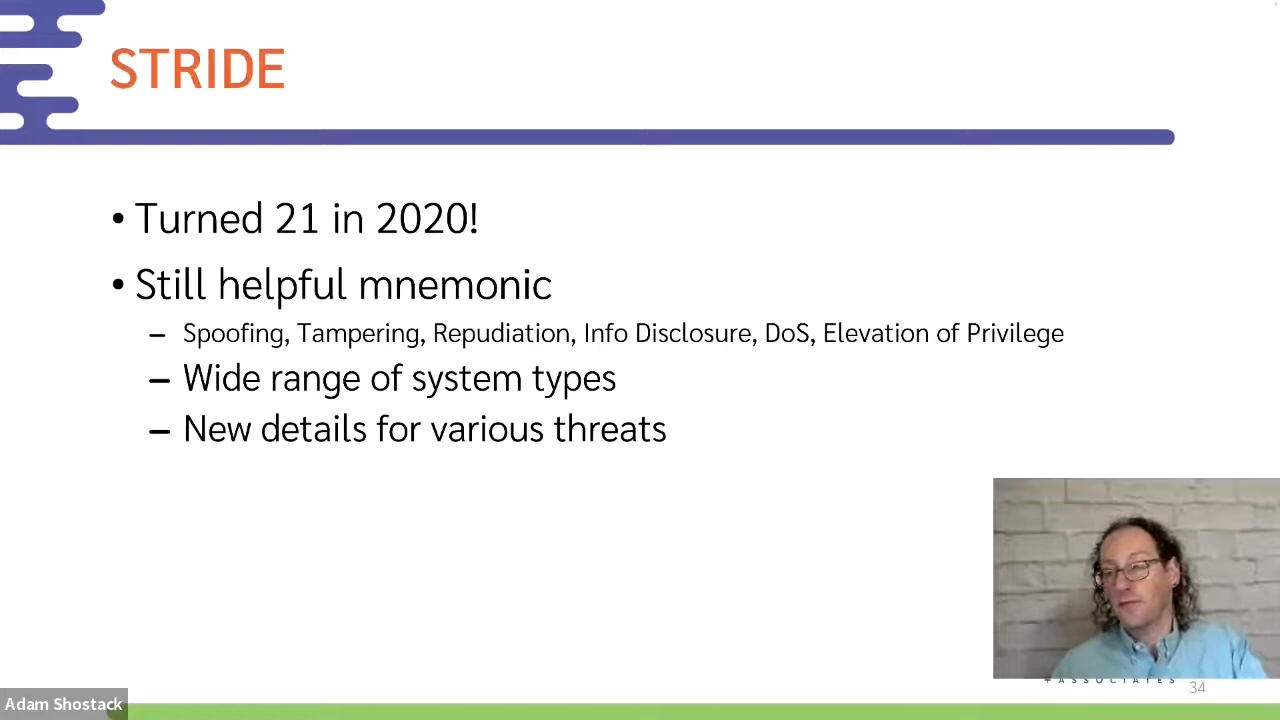 STRIDE
• Turned 21 in 2020!
• Still helpful mnemonic
– Spoofing, Tampering, Repudiation, Info Disclosure, DoS, Elevation of Privilege
– Wide range of system types
– New details for various threats
+ ASSOCIATES
34
Adam Shostack